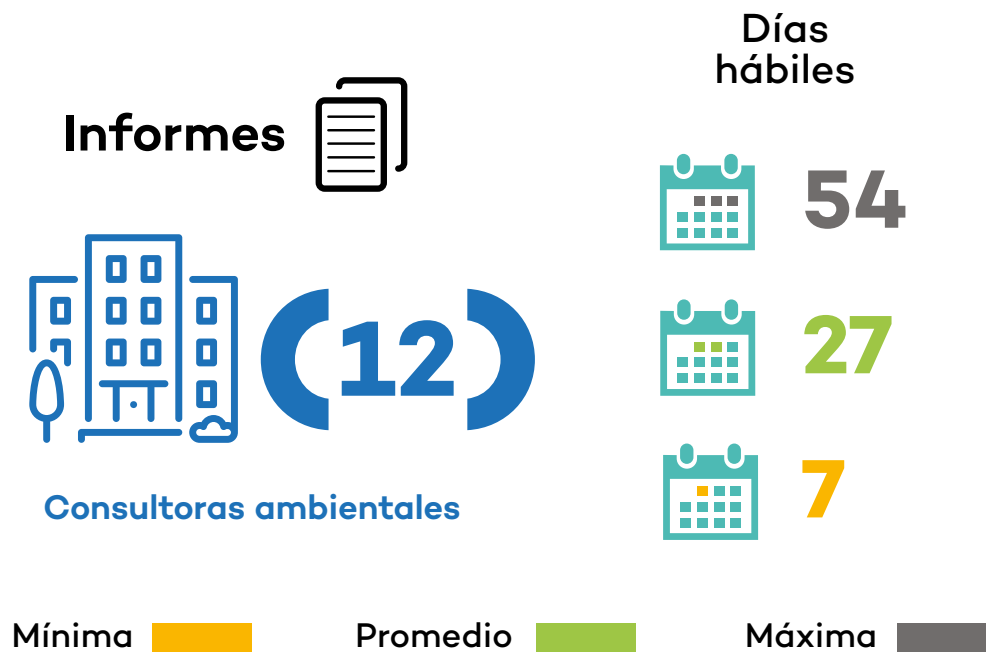 Informes
(12)
Consultoras ambientales
Días
hábiles
54
27
7
Mínima
Promedio
Máxima